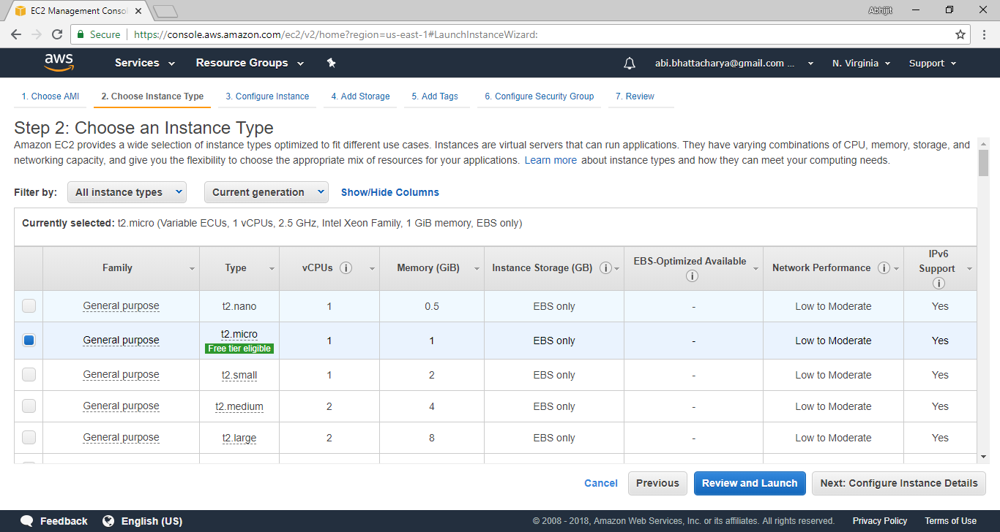 EC2 Management Conso
Abhijit
Secure
https://console.aws.amazon.com/ec2/v2/home?region=us-east-1#LaunchInstanceWizard:
aws Services Resource Groups abi.bhattacharya@gmail.com ... N. Virginia Support
1. Choose AMI 2. Choose Instance Type 3. Configure Instance 4. Add Storage 5. Add Tags 6. Configure Security Group 7. Review
Step 2: Choose an Instance Type
Amazon EC2 provides a wide selection of instance types optimized to fit different use cases. Instances are virtual servers that can run applications. They have varying combinations of CPU, memory, storage, and
networking capacity, and give you the flexibility to choose the appropriate mix of resources for your applications. Learn more about instance types and how they can meet your computing needs.
Filter by: All instance types Current generation Show/Hide Columns
Currently selected: t2.micro (Variable ECUs, 1 vCPUs, 2.5 GHz, Intel Xeon Family, 1 GiB memory, EBS only)
Family Type vCPUs Memory (GiB) Instance Storage (GB) EBS-Optimized Available Network Performance IPv6 Support
General purpose t2.nano 1 0.5 EBS only - Low to Moderate Yes
General purpose t2.micro Free tier eligible 1 1 EBS only - Low to Moderate Yes
General purpose t2.small 1 2 EBS only - Low to Moderate Yes
General purpose t2.medium 2 4 EBS only - Low to Moderate Yes
General purpose t2.large 2 8 EBS only - Low to Moderate Yes
Cancel Previous Review and Launch Next: Configure Instance Details
Feedback English (US) © 2008 - 2018, Amazon Web Services, Inc. or its affiliates. All rights reserved. Privacy Policy Terms of Use